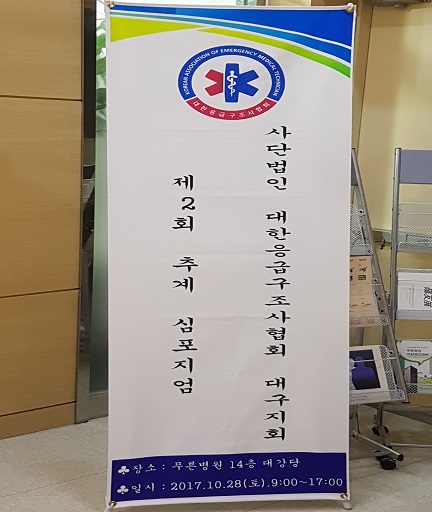 KOREAN ASSOCIATION OF EMERGENCY MEDICAL TECHNICIAN
대한응급구조사협회
사단법인 대한응급구조사협회 대구지회
제2회 추계 심포지엄
♣장소 : 푸른병원 14층 대강당
♣일시 : 2017.10.28(토).9:00~17:00